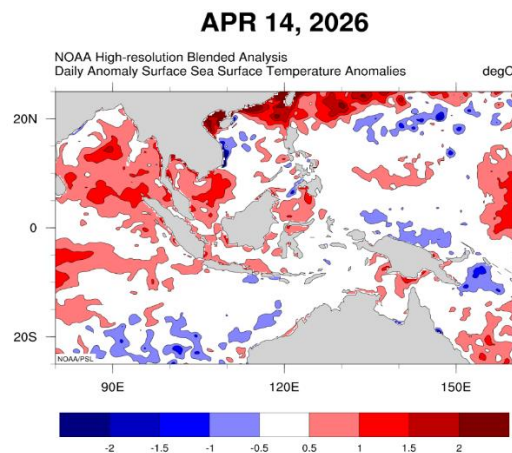 APR 14, 2026
NOAA High-resolution Blended Analysis
Daily Anomaly Surface Sea Surface Temperature Anomalies degC
20N
0
20S
NOAA/PSL
90E 120E 150E
-2 -1.5 -1 -0.5 0.5 1 1.5 2